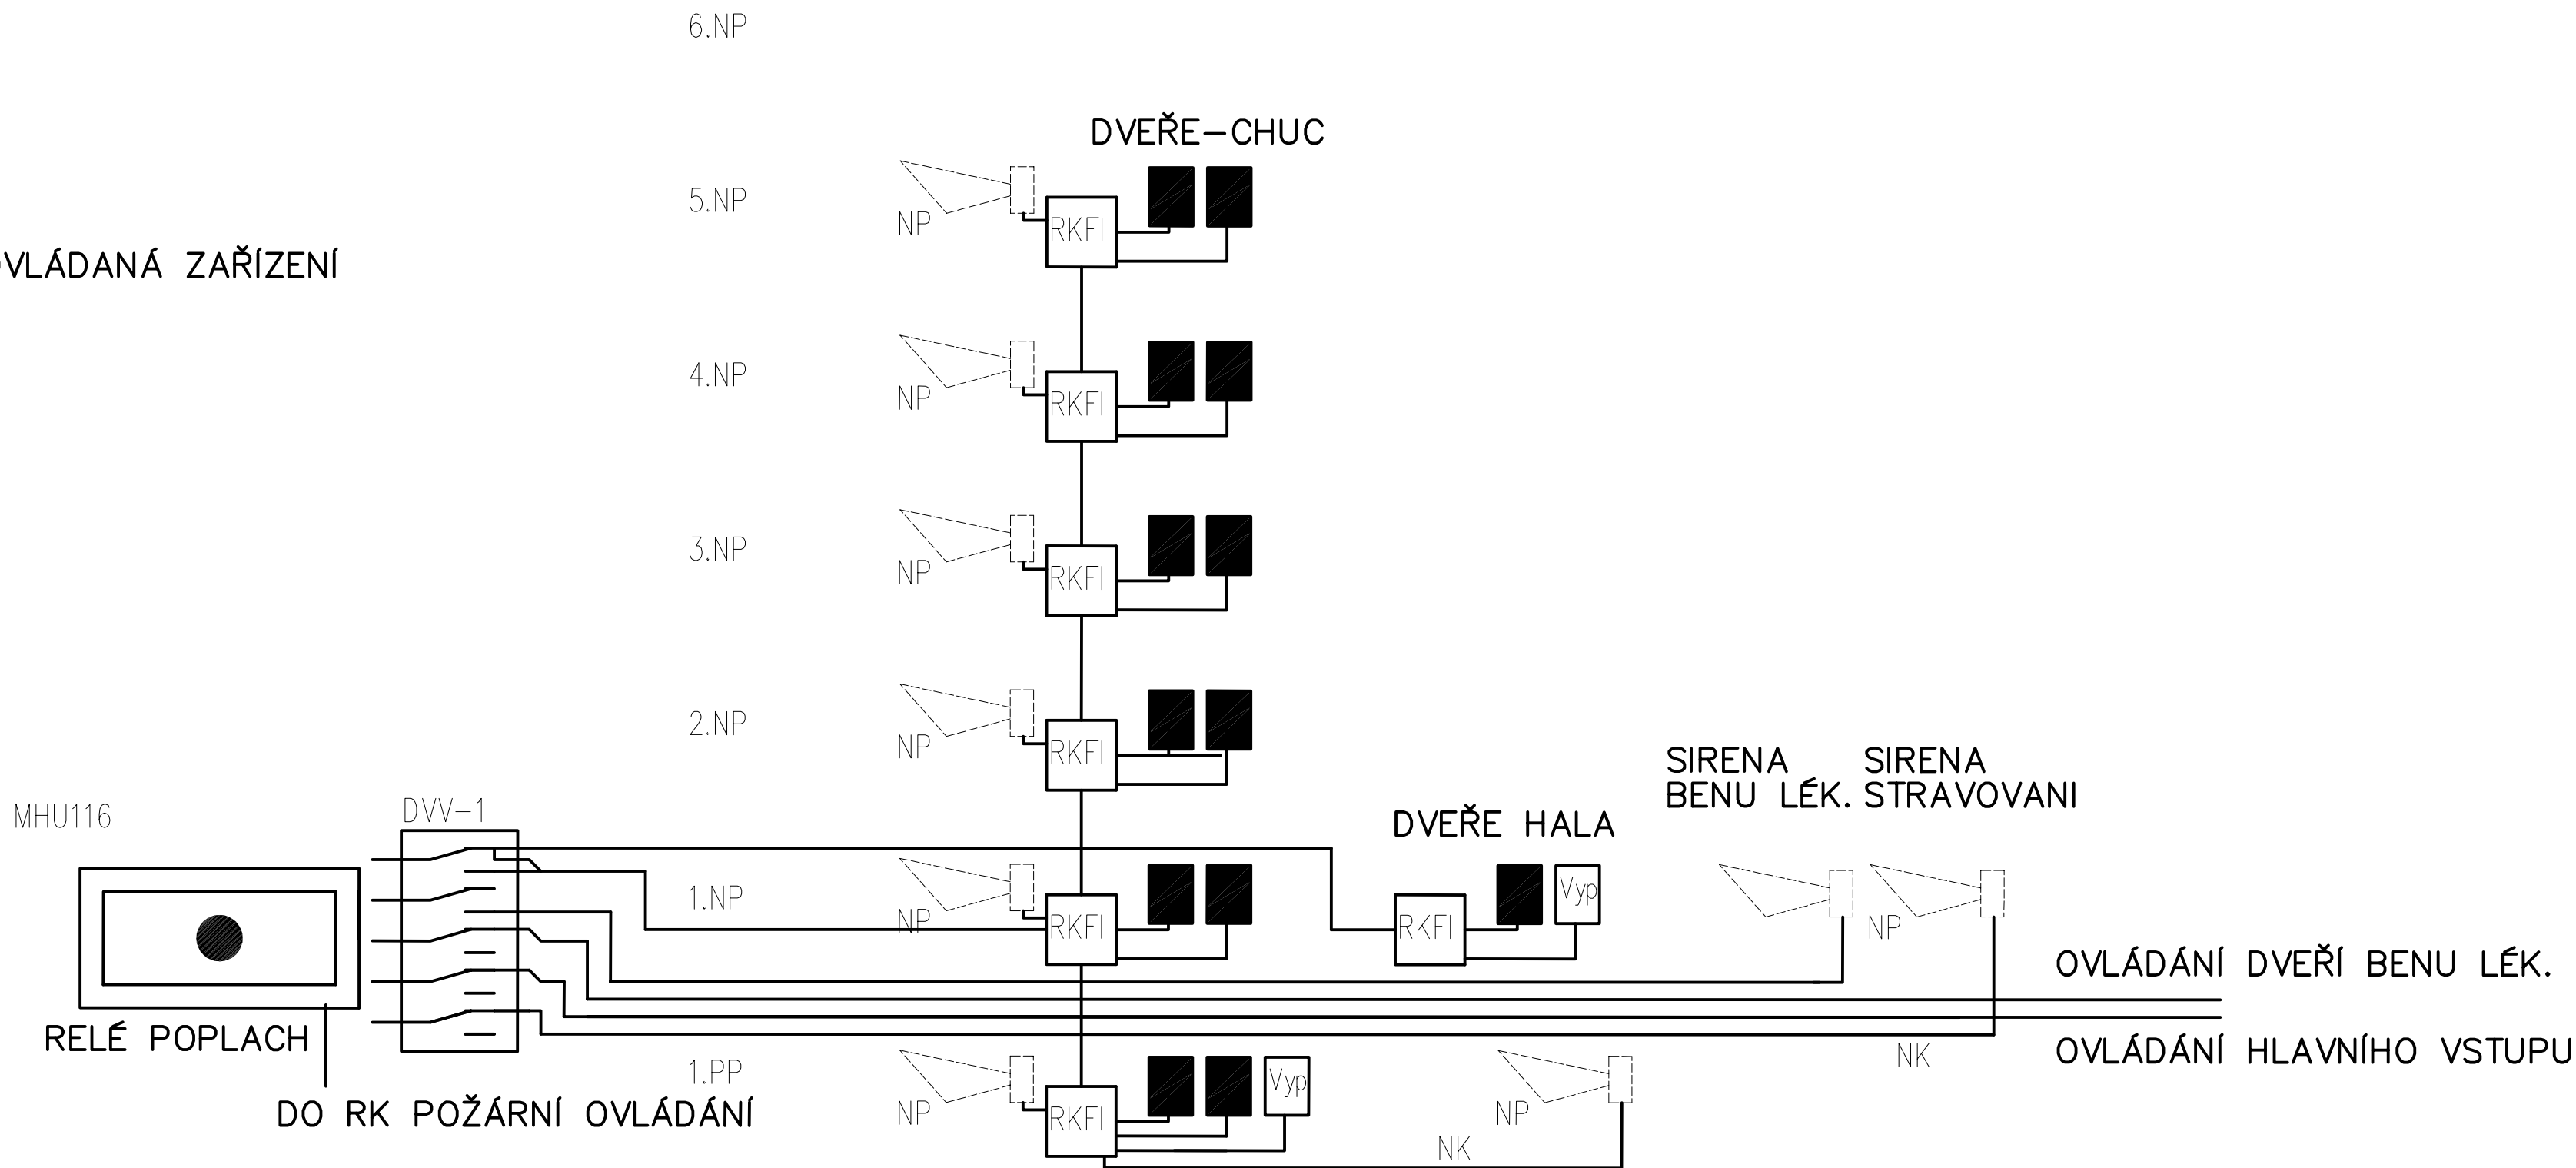 6.NP
DVEŘE-CHUC
5.NP
NP
RKFI
VLÁDANÁ ZAŘÍZENÍ
4.NP
NP
RKFI
3.NP
NP
RKFI
2.NP
NP
RKFI
SIRENA SIRENA
BENU LÉK. STRAVOVANI
MHU116
DVV-1
DVEŘE HALA
1.NP
NP
RKFI
RKFI
Vyp
NP
OVLÁDÁNÍ DVEŘÍ BENU LÉK.
RELÉ POPLACH
NK
OVLÁDÁNÍ HLAVNÍHO VSTUPU
1.PP
NP
RKFI
Vyp
NP
DO RK POŽÁRNÍ OVLÁDÁNÍ
NK